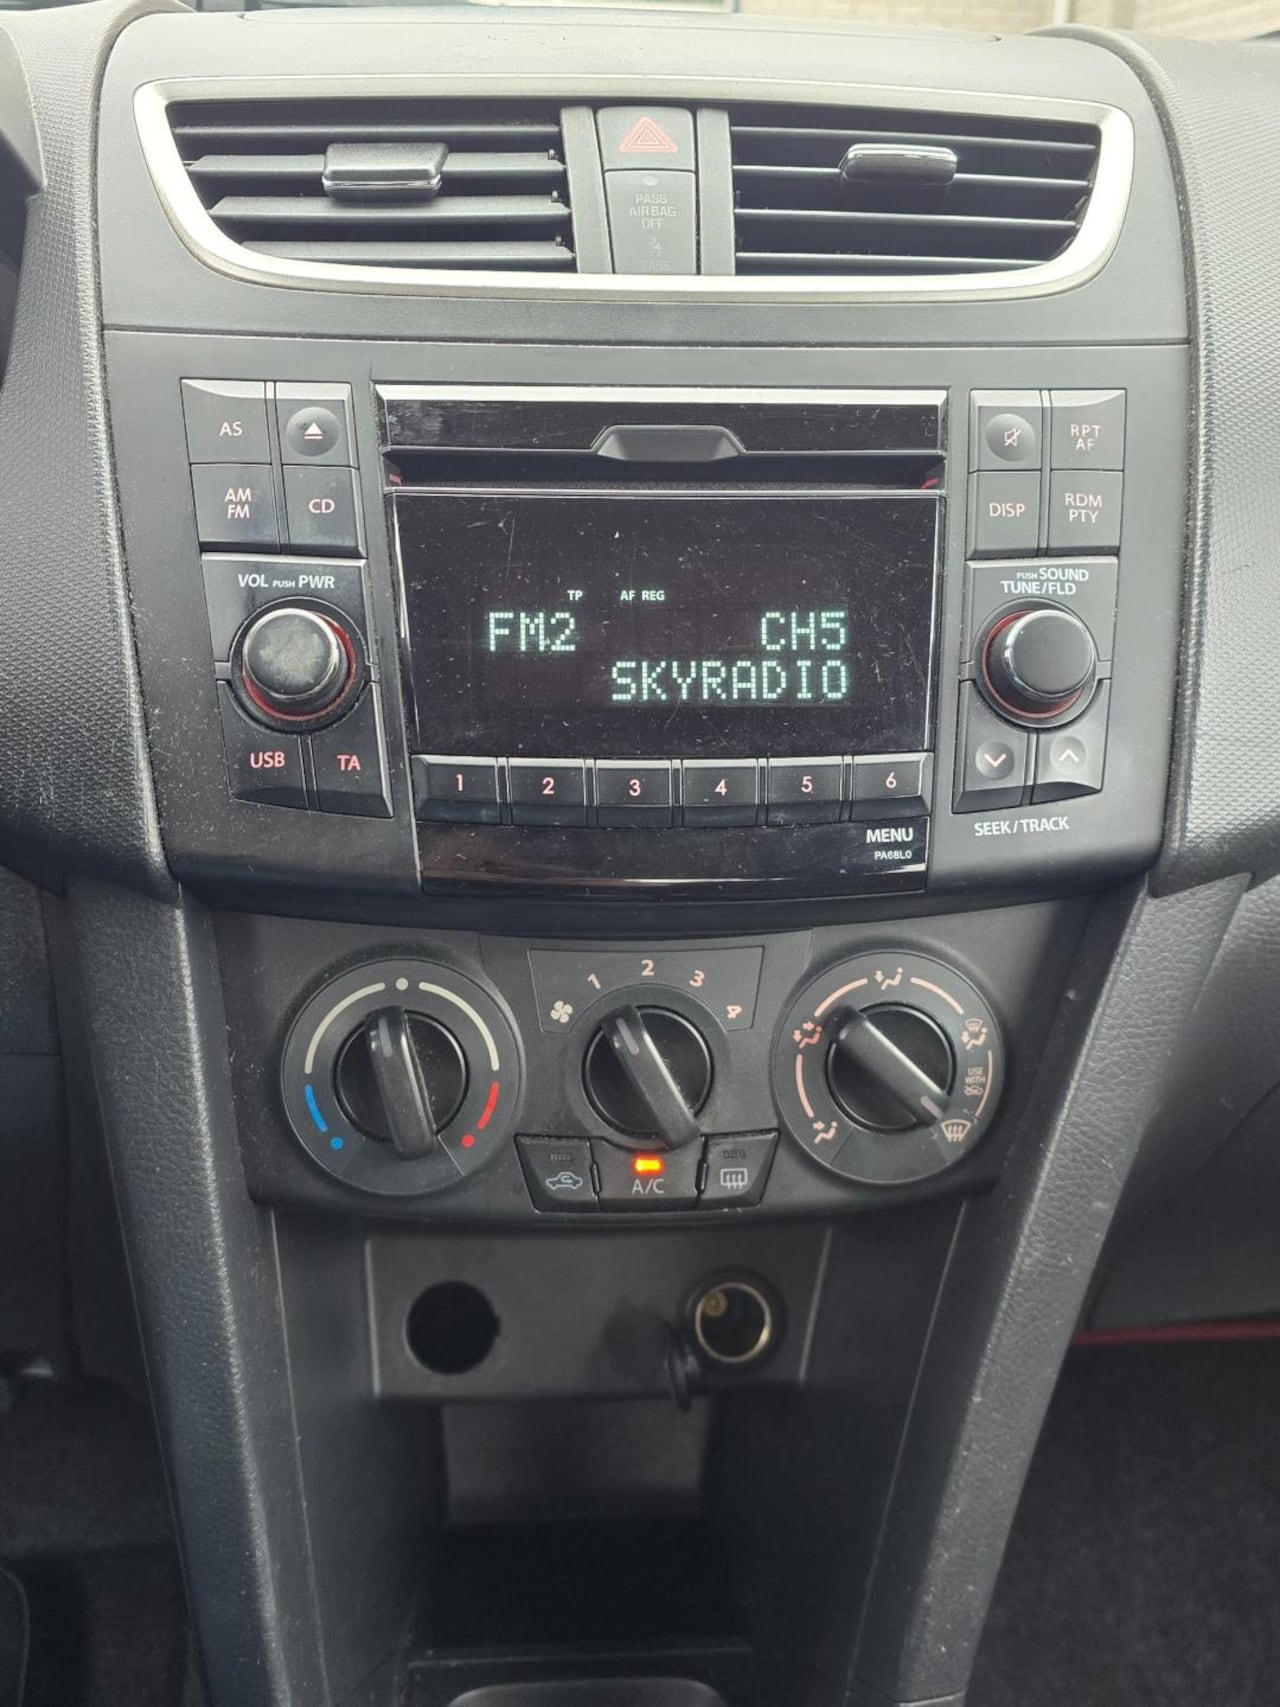 PASS
AIR BAG
OFF
PASS
AS
AM
FM
CD
RPT
AF
DISP
RDM
PTY
VOL PUSH PWR
PUSH SOUND
TUNE/FLD
TP AF REG
FM2 CH5
SKYRADIO
USB
TA
1 2 3 4 5 6
MENU
PA68L0
SEEK/TRACK
1 2 3 4
USE
WITH
A/C